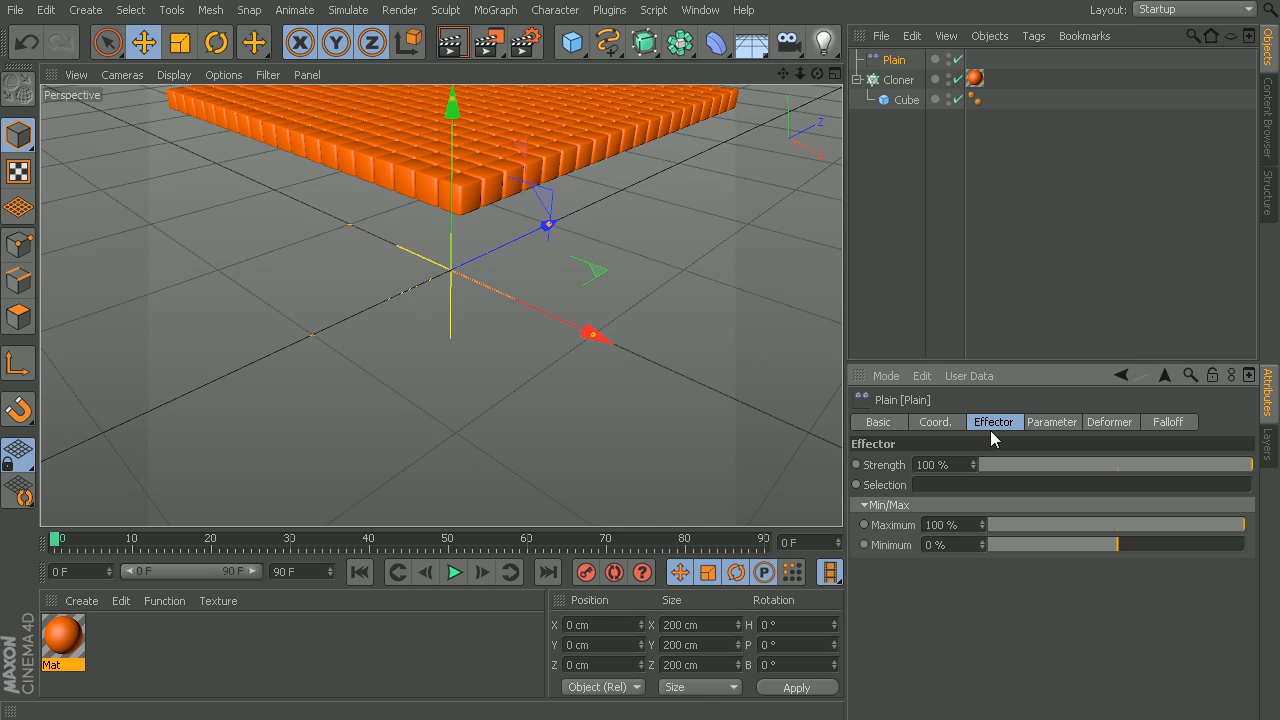 File Edit Create Select Tools Mesh Snap Animate Simulate Render Sculpt MoGraph Character Plugins Script Window Help Layout: Startup
X Y Z
File Edit View Objects Tags Bookmarks
View Cameras Display Options Filter Panel
Perspective
Y
Z
X
Plain
Cloner
Cube
Objects
Content Browser
Structure
Mode Edit User Data
Plain [Plain]
Basic Coord. Effector Parameter Deformer Falloff
Effector
Strength 100 %
Selection
Min/Max
Maximum 100 %
Minimum 0 %
Attributes
Layers
0 10 20 30 40 50 60 70 80 90 0 F
0 F 0 F 90 F 90 F
P
Create Edit Function Texture
Mat
Position Size Rotation
X 0 cm X 200 cm H 0 °
Y 0 cm Y 200 cm P 0 °
Z 0 cm Z 200 cm B 0 °
Object (Rel) Size Apply
MAXON
CINEMA 4D